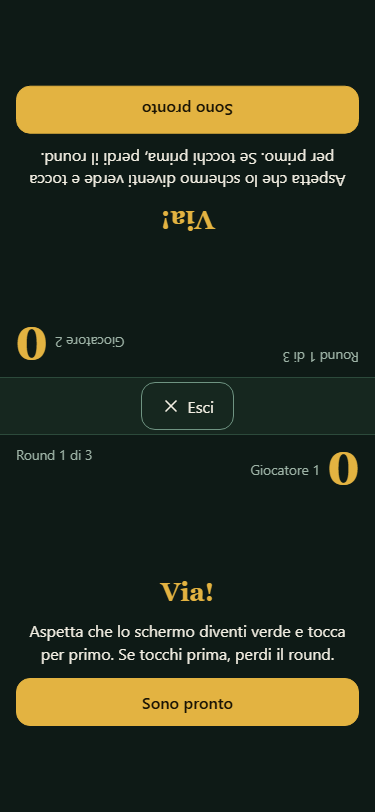 Sono pronto
Aspetta che lo schermo diventi verde e tocca
per primo. Se tocchi prima, perdi il round.
Via!
0 Giocatore 2
Round 1 di 3
Esci
Round 1 di 3
Giocatore 1 0
Via!
Aspetta che lo schermo diventi verde e tocca
per primo. Se tocchi prima, perdi il round.
Sono pronto